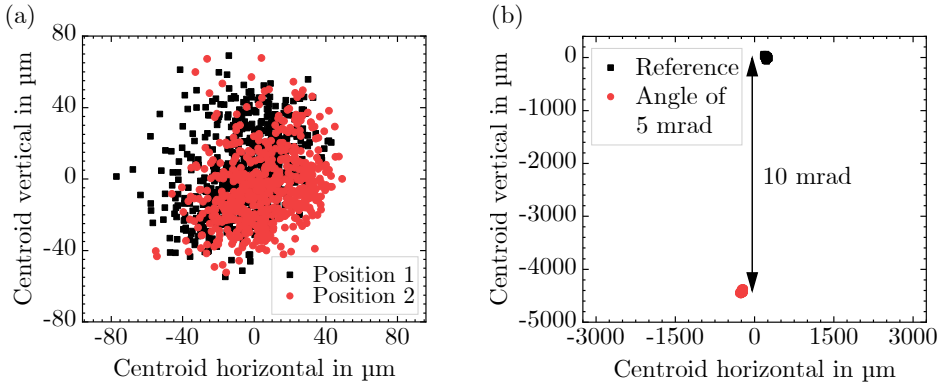 (a)
Centroid vertical in µm
80
40
0
-40
-80
-80
-40
0
40
80
Centroid horizontal in µm
Position 1
Position 2
(b)
Centroid vertical in µm
0
-1000
-2000
-3000
-4000
-5000
-3000
-1500
0
1500
3000
Centroid horizontal in µm
Reference
Angle of
5 mrad
10 mrad